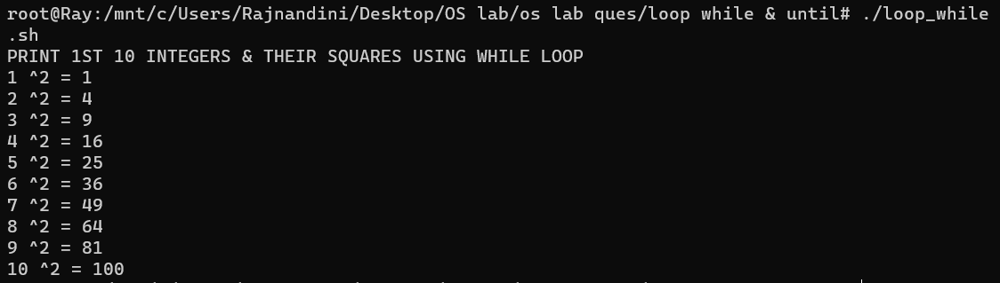 root@Ray:/mnt/c/Users/Rajnandini/Desktop/OS lab/os lab ques/loop while & until# ./loop_while
.sh
PRINT 1ST 10 INTEGERS & THEIR SQUARES USING WHILE LOOP
1 ^2 = 1
2 ^2 = 4
3 ^2 = 9
4 ^2 = 16
5 ^2 = 25
6 ^2 = 36
7 ^2 = 49
8 ^2 = 64
9 ^2 = 81
10 ^2 = 100